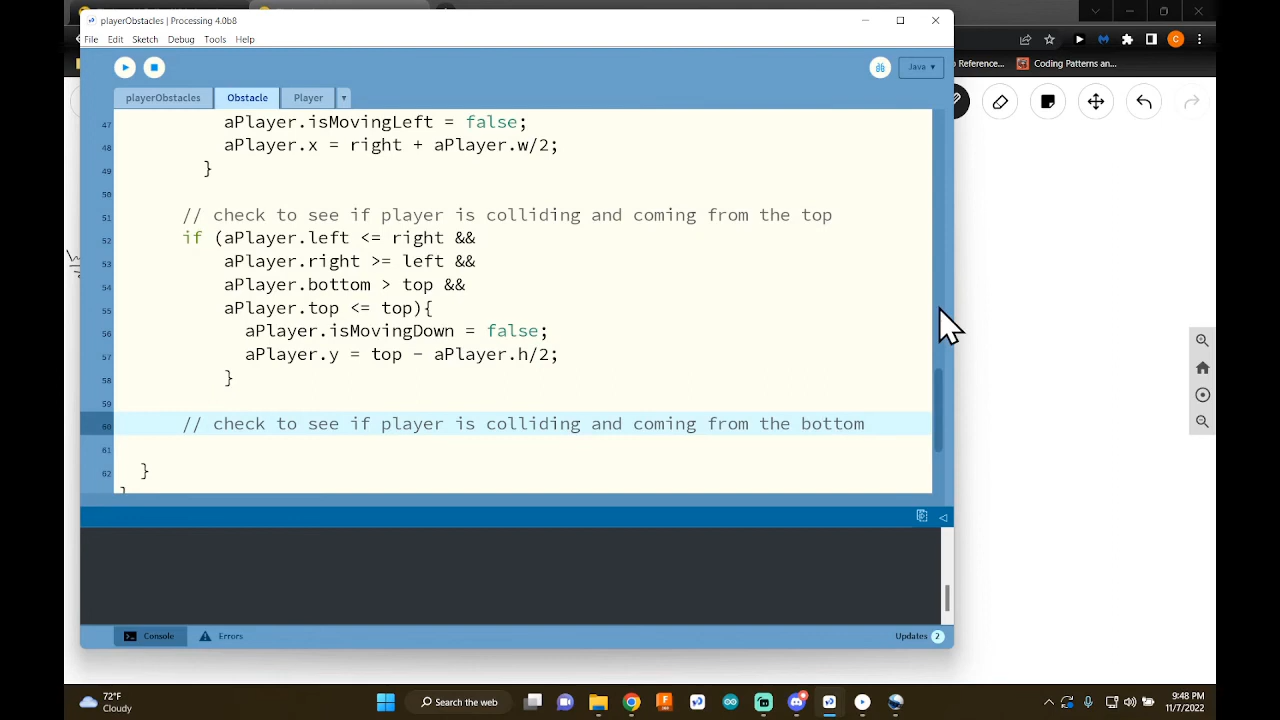 playerObstacles | Processing 4.0b8
File Edit Sketch Debug Tools Help
Java ▾
playerObstacles Obstacle Player ▾
Reference... Coding Patterns an
47 aPlayer.isMovingLeft = false;
48 aPlayer.x = right + aPlayer.w/2;
49 }
50
51 // check to see if player is colliding and coming from the top
52 if (aPlayer.left <= right &&
53 aPlayer.right >= left &&
54 aPlayer.bottom > top &&
55 aPlayer.top <= top){
56 aPlayer.isMovingDown = false;
57 aPlayer.y = top - aPlayer.h/2;
58 }
59
60 // check to see if player is colliding and coming from the bottom
61
62 }
Console Errors Updates 2
72°F
Cloudy
Search the web
9:48 PM
11/7/2022